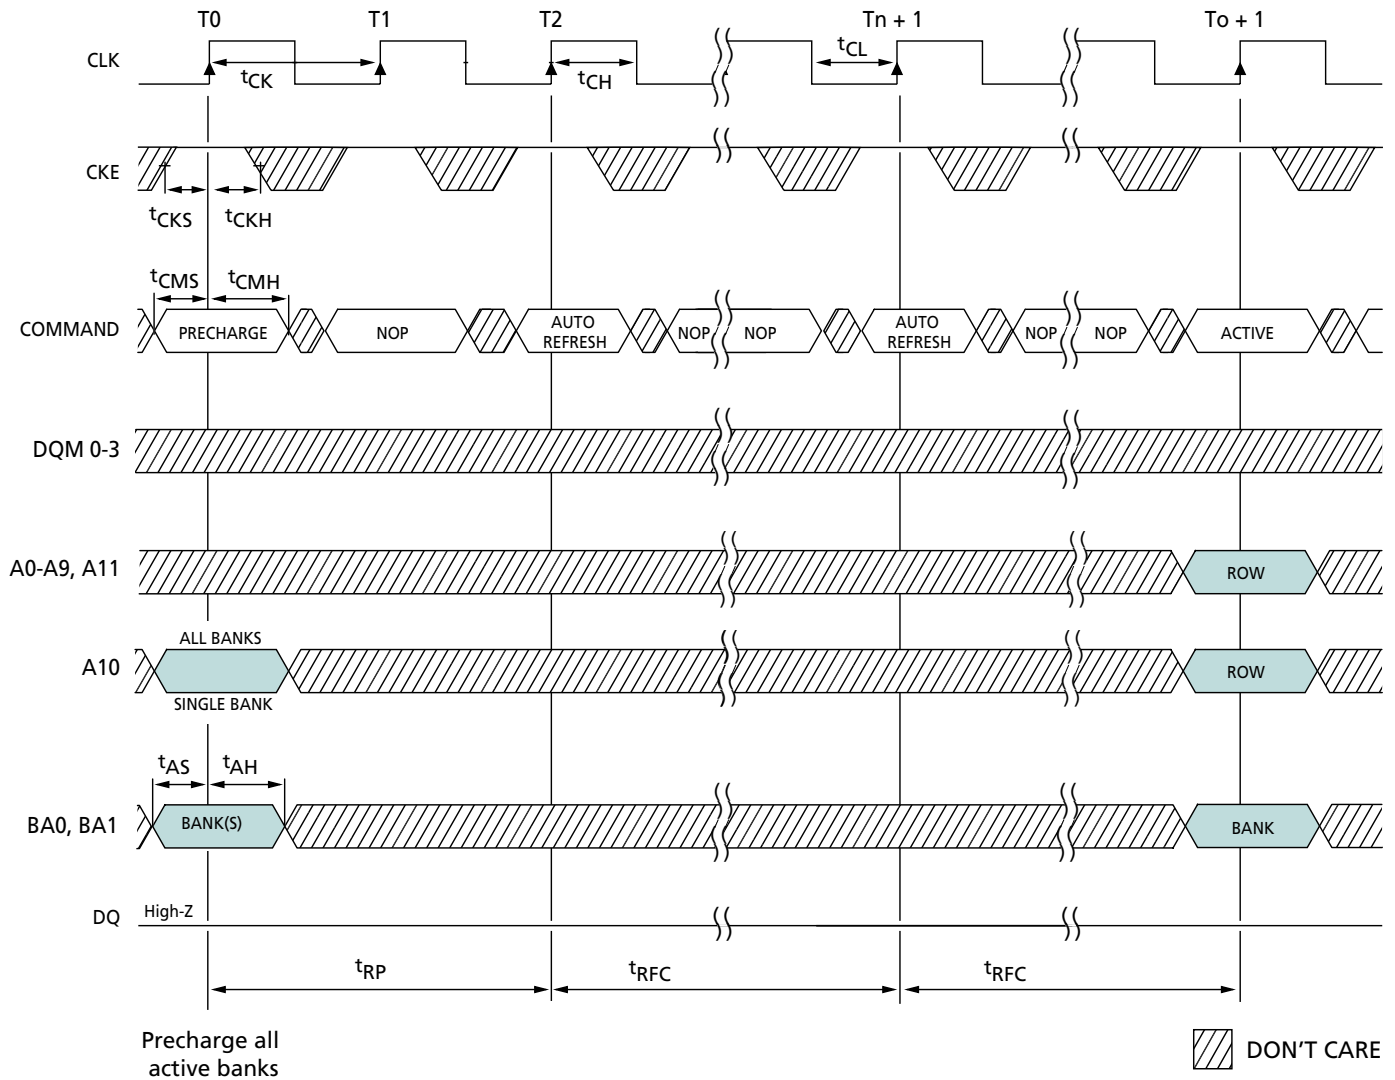 T0 T1 T2 Tn + 1 To + 1
CLK
tCK tCH tCL
CKE
tCKS tCKH
tCMS tCMH
COMMAND PRECHARGE NOP AUTO REFRESH NOP NOP AUTO REFRESH NOP NOP ACTIVE
DQM 0-3
A0-A9, A11 ROW
ALL BANKS
A10 ROW
SINGLE BANK
tAS tAH
BA0, BA1 BANK(S) BANK
DQ High-Z
tRP tRFC tRFC
Precharge all
active banks
DON'T CARE